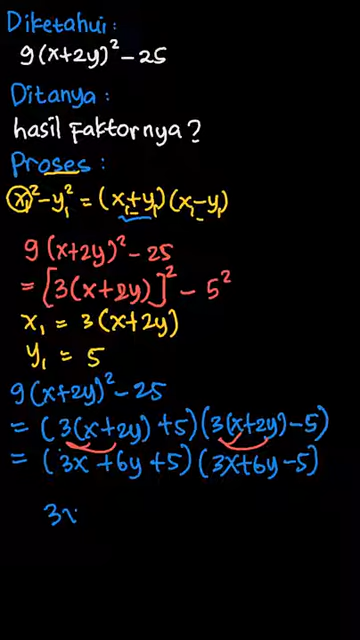 Diketahui:
9(x+2y)² - 25
Ditanya:
hasil Faktornya?
Proses:
x₁² - y₁² = (x₁+y₁)(x₁-y₁)
9(x+2y)² - 25
= [3(x+2y)]² - 5²
x₁ = 3(x+2y)
y₁ = 5
9(x+2y)² - 25
= (3(x+2y)+5)(3(x+2y)-5)
= (3x+6y+5)(3x+6y-5)
3